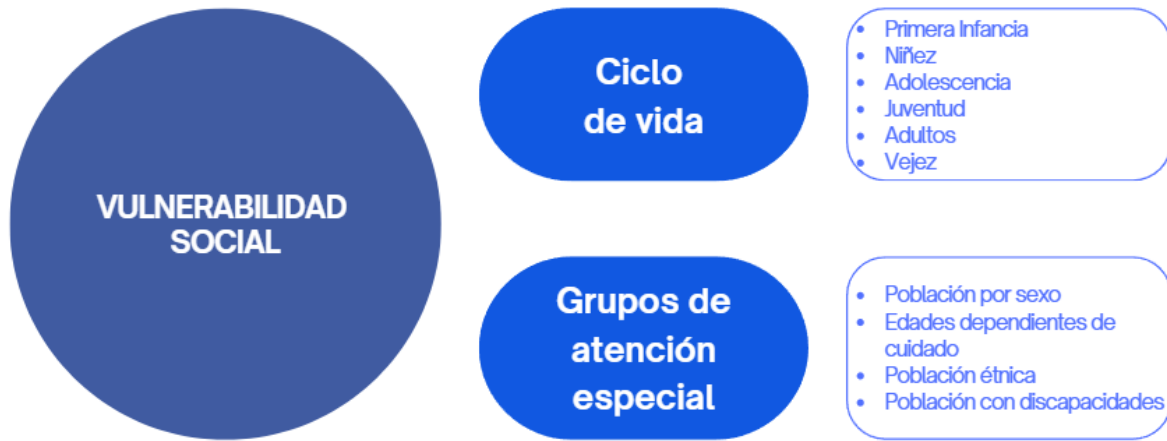 VULNERABILIDAD
SOCIAL
Ciclo
de vida
• Primera Infancia
• Niñez
• Adolescencia
• Juventud
• Adultos
• Vejez
Grupos de
atención
especial
• Población por sexo
• Edades dependientes de
cuidado
• Población étnica
• Población con discapacidades